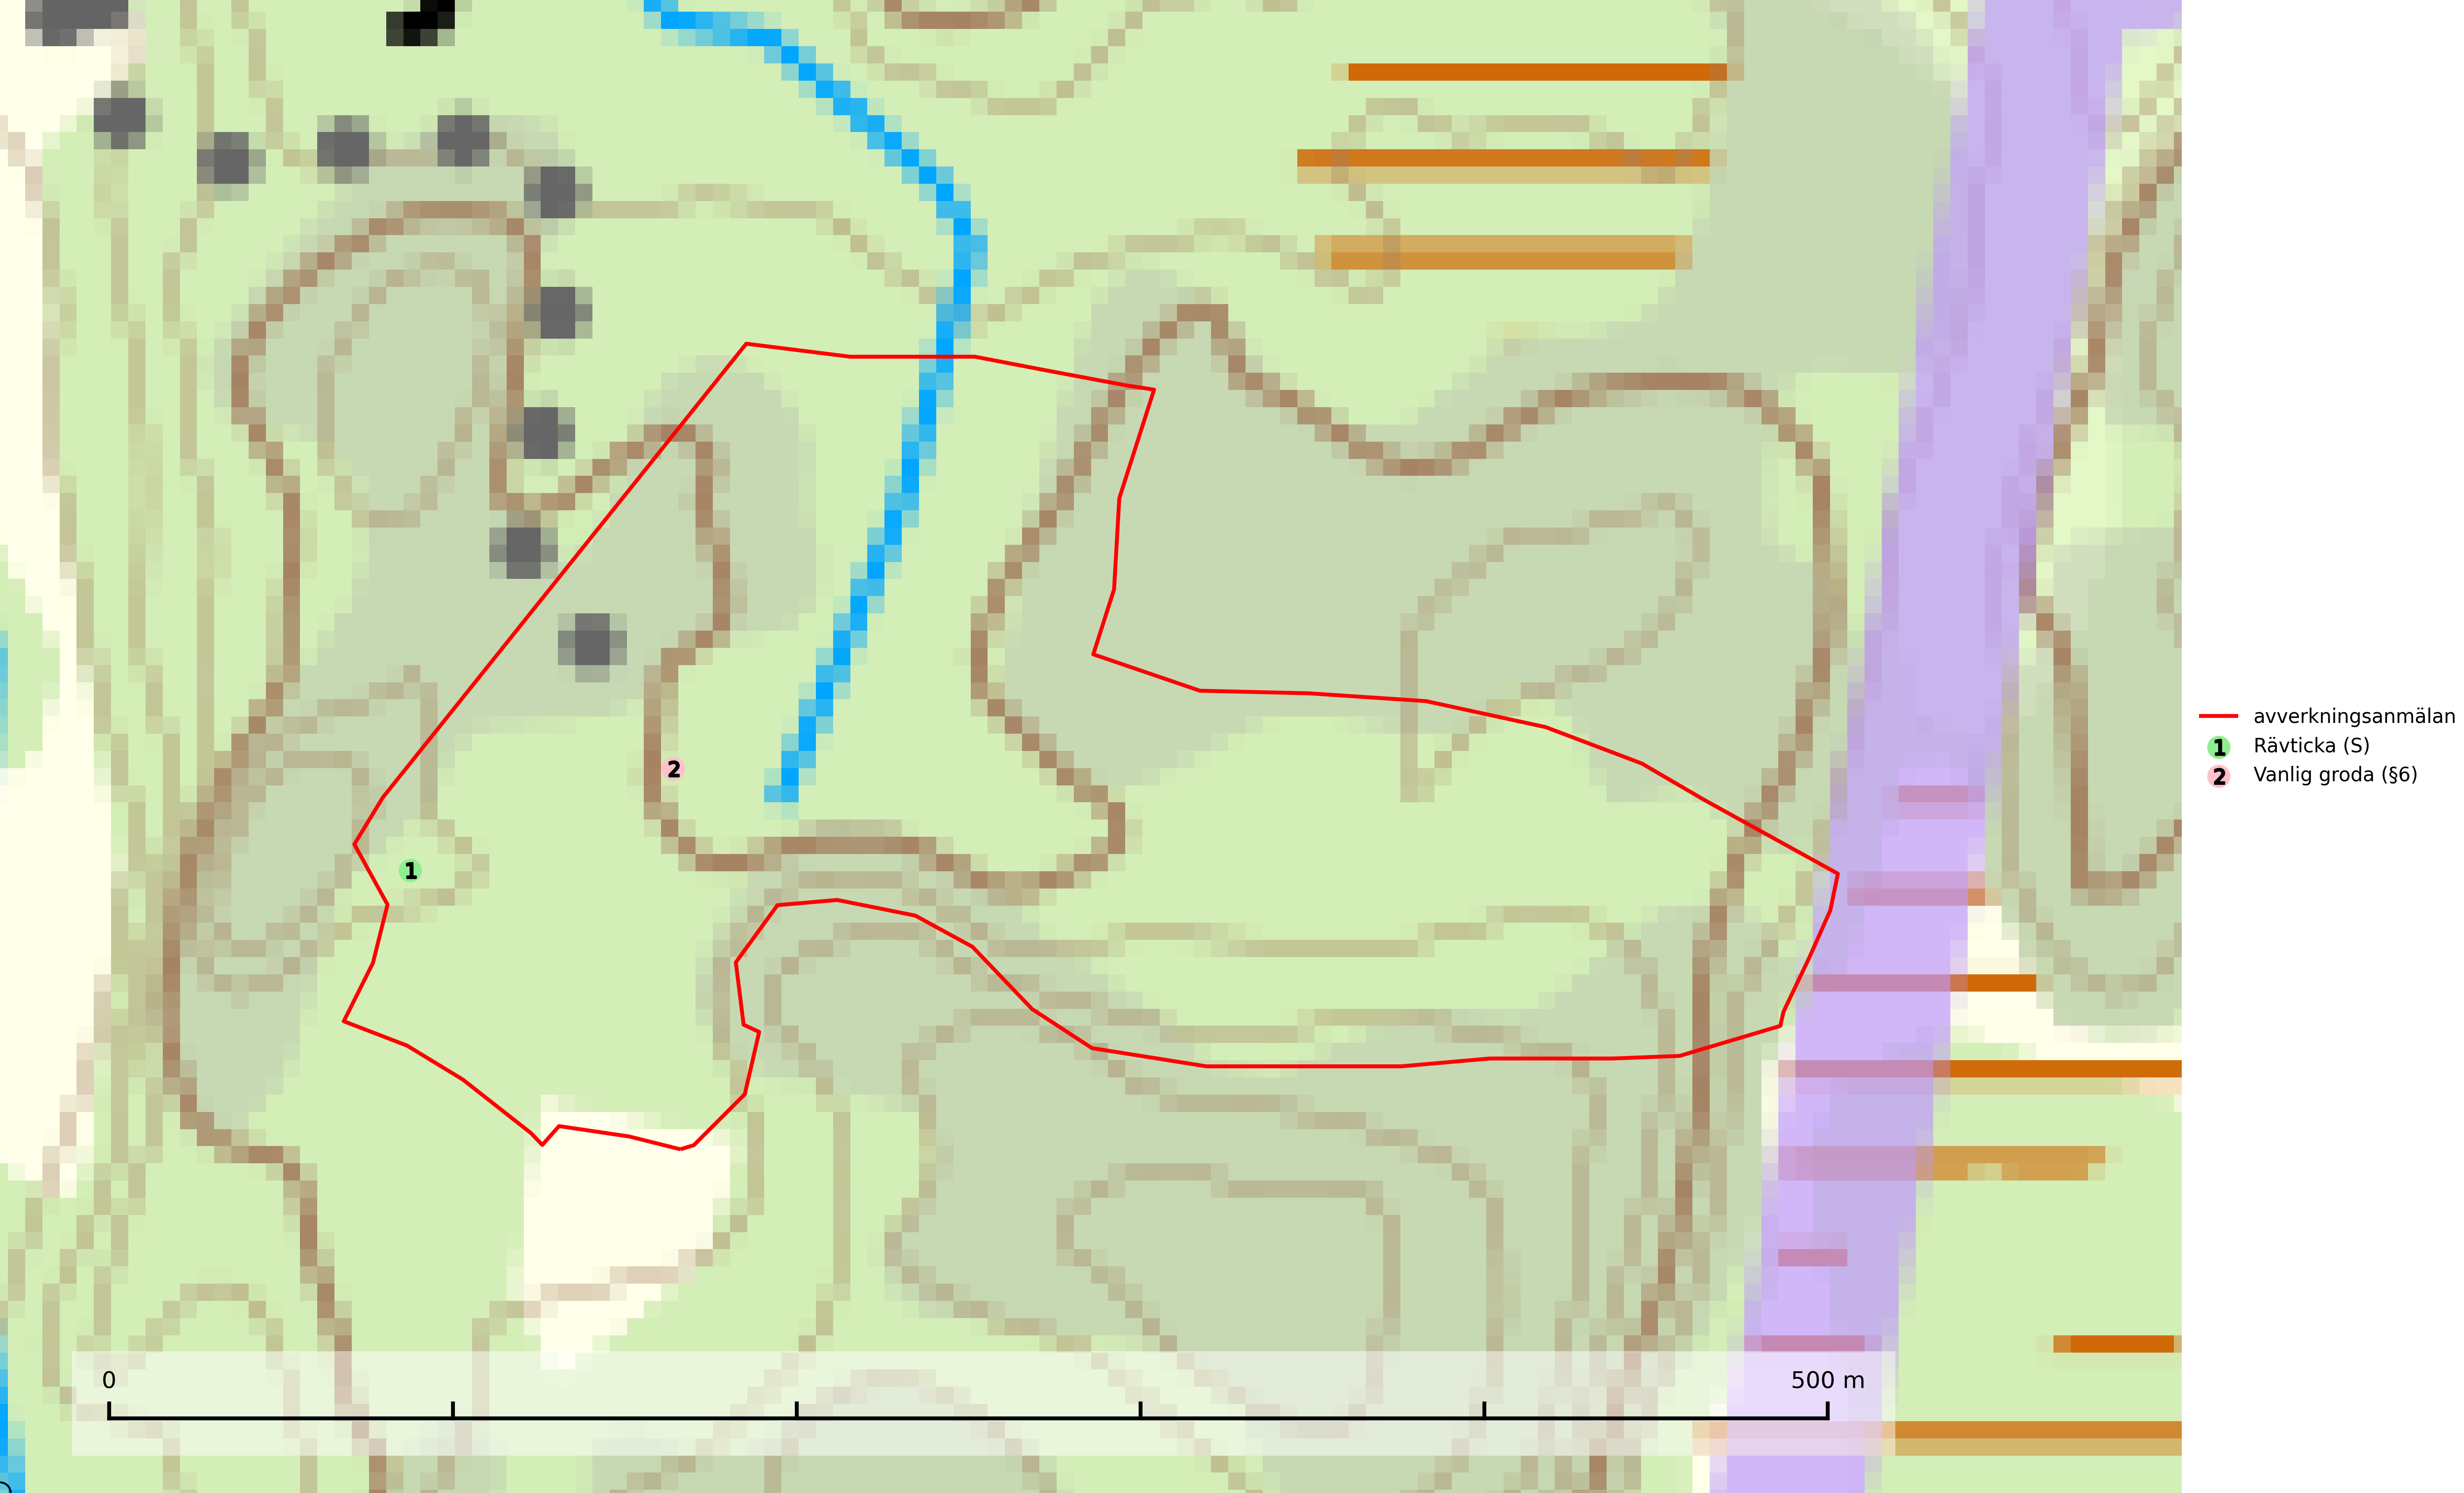 2
1
avverkningsanmälan
1 Rävticka (S)
2 Vanlig groda (§6)
0 500 m